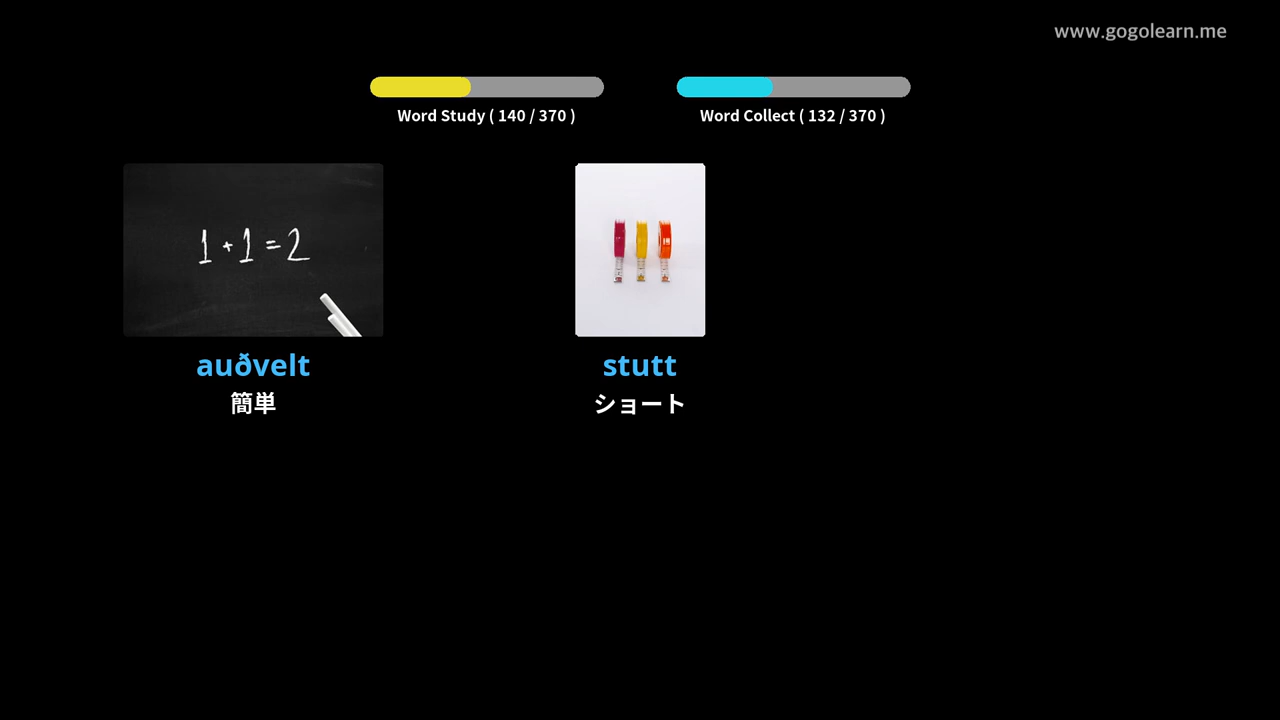 www.gogolearn.me
Word Study ( 140 / 370 )
Word Collect ( 132 / 370 )
1 + 1 = 2
auðvelt
簡単
stutt
ショート